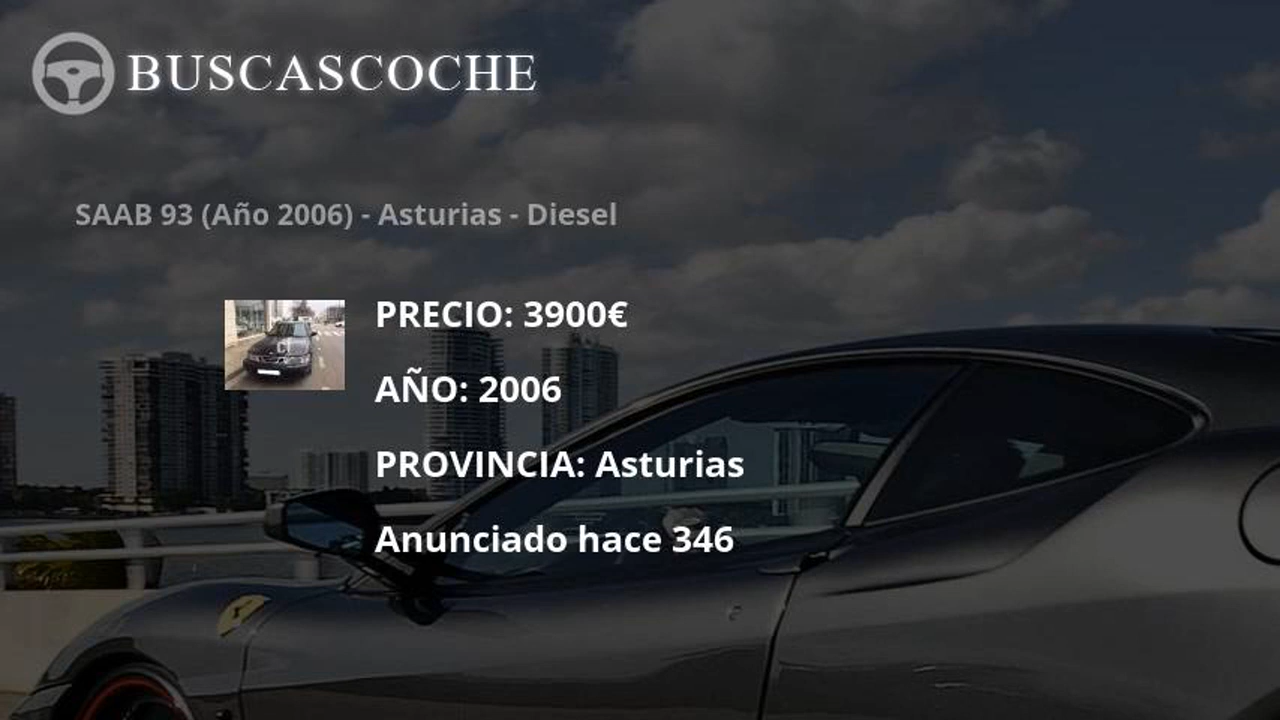 BUSCASCOCHE
SAAB 93 (Año 2006) - Asturias - Diesel
PRECIO: 3900€
AÑO: 2006
PROVINCIA: Asturias
Anunciado hace 346